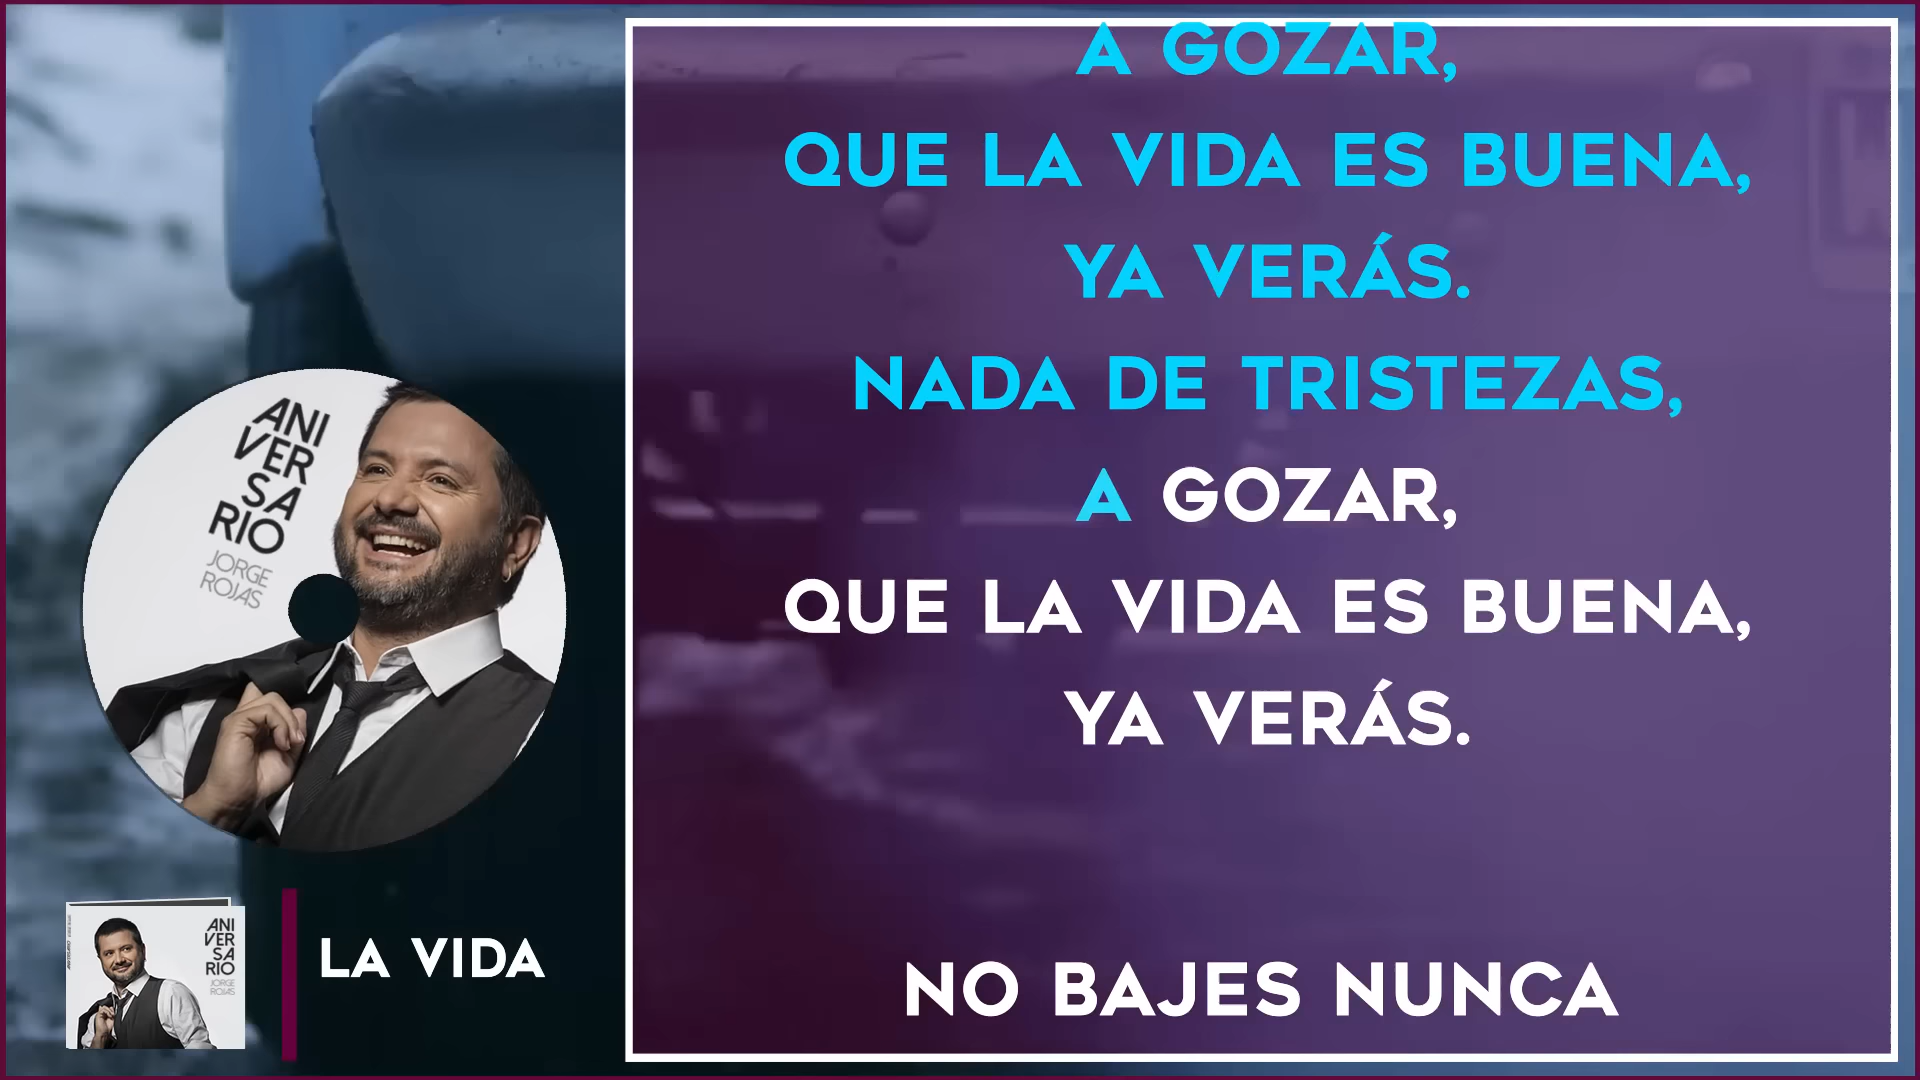 A GOZAR,
QUE LA VIDA ES BUENA,
YA VERÁS.
NADA DE TRISTEZAS,
A GOZAR,
QUE LA VIDA ES BUENA,
YA VERÁS.
NO BAJES NUNCA
ANI
VER
SA
RIO
JORGE
ROJAS
ANI
VER
SA
RIO
JORGE
ROJAS
LA VIDA